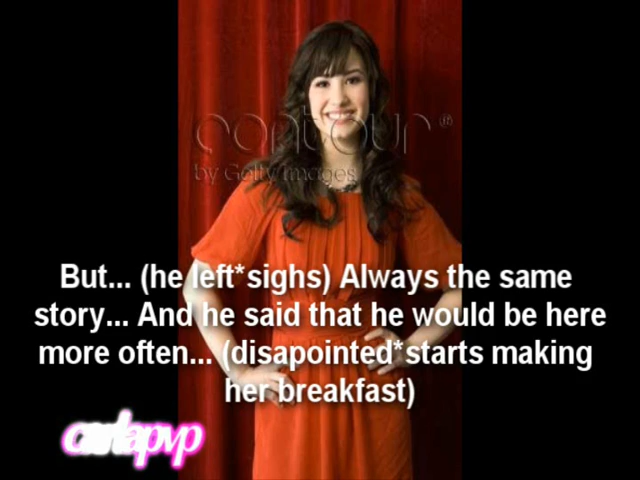 contour®
by Getty Images
But... (he left*sighs) Always the same
story... And he said that he would be here
more often... (disapointed*starts making
her breakfast)
carlapvp